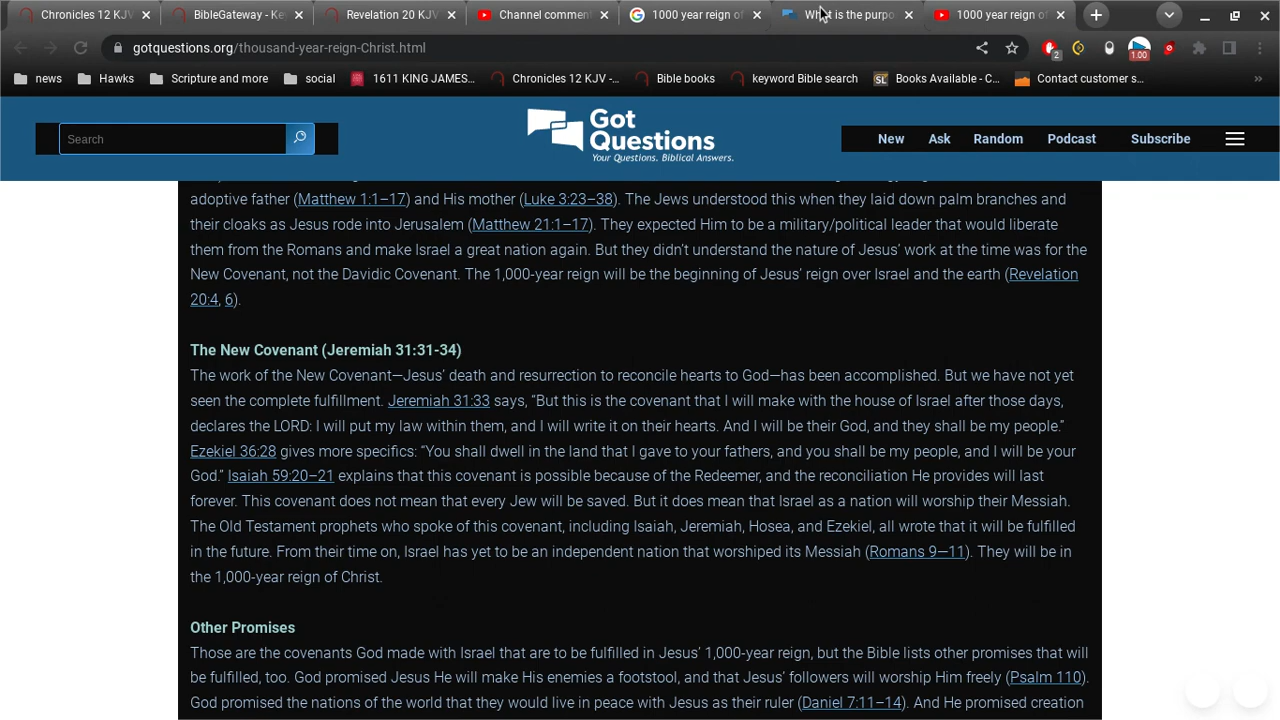 Chronicles 12 KJV
BibleGateway - Ke
Revelation 20 KJV
Channel commen
1000 year reign of
What is the purpo
1000 year reign of
gotquestions.org/thousand-year-reign-Christ.html
2
1.00
news
Hawks
Scripture and more
social
1611 KING JAMES...
Chronicles 12 KJV -...
Bible books
keyword Bible search
SL
Books Available - C...
Contact customer s...
Search
Got
Questions
Your Questions. Biblical Answers.
New
Ask
Random
Podcast
Subscribe
adoptive father (Matthew 1:1–17) and His mother (Luke 3:23–38). The Jews understood this when they laid down palm branches and
their cloaks as Jesus rode into Jerusalem (Matthew 21:1–17). They expected Him to be a military/political leader that would liberate
them from the Romans and make Israel a great nation again. But they didn’t understand the nature of Jesus’ work at the time was for the
New Covenant, not the Davidic Covenant. The 1,000-year reign will be the beginning of Jesus’ reign over Israel and the earth (Revelation
20:4, 6).
The New Covenant (Jeremiah 31:31-34)
The work of the New Covenant—Jesus’ death and resurrection to reconcile hearts to God—has been accomplished. But we have not yet
seen the complete fulfillment. Jeremiah 31:33 says, “But this is the covenant that I will make with the house of Israel after those days,
declares the LORD: I will put my law within them, and I will write it on their hearts. And I will be their God, and they shall be my people.”
Ezekiel 36:28 gives more specifics: “You shall dwell in the land that I gave to your fathers, and you shall be my people, and I will be your
God.” Isaiah 59:20–21 explains that this covenant is possible because of the Redeemer, and the reconciliation He provides will last
forever. This covenant does not mean that every Jew will be saved. But it does mean that Israel as a nation will worship their Messiah.
The Old Testament prophets who spoke of this covenant, including Isaiah, Jeremiah, Hosea, and Ezekiel, all wrote that it will be fulfilled
in the future. From their time on, Israel has yet to be an independent nation that worshiped its Messiah (Romans 9—11). They will be in
the 1,000-year reign of Christ.
Other Promises
Those are the covenants God made with Israel that are to be fulfilled in Jesus’ 1,000-year reign, but the Bible lists other promises that will
be fulfilled, too. God promised Jesus He will make His enemies a footstool, and that Jesus’ followers will worship Him freely (Psalm 110).
God promised the nations of the world that they would live in peace with Jesus as their ruler (Daniel 7:11–14). And He promised creation